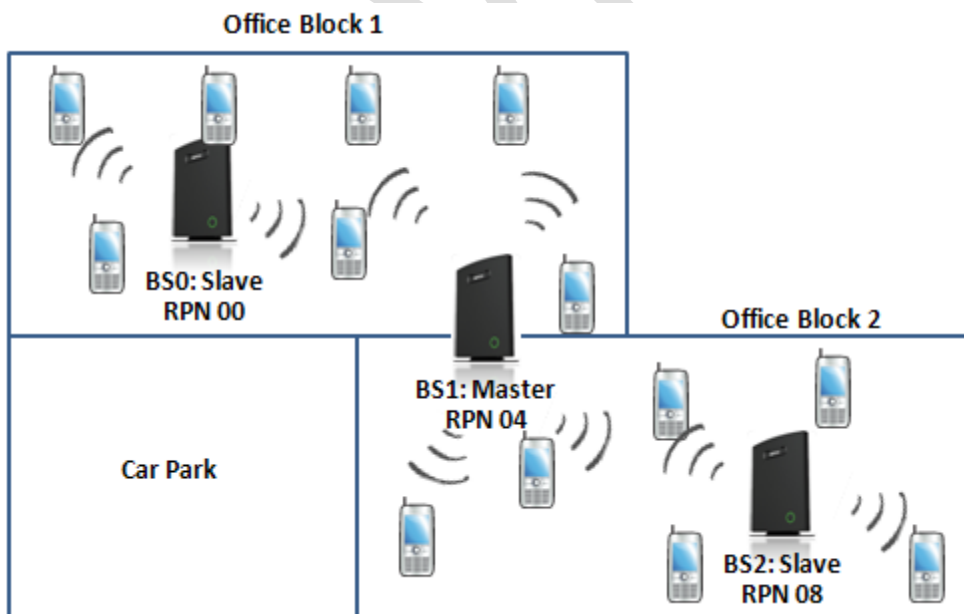 Office Block 1
BS0: Slave
RPN 00
Office Block 2
BS1: Master
RPN 04
Car Park
BS2: Slave
RPN 08